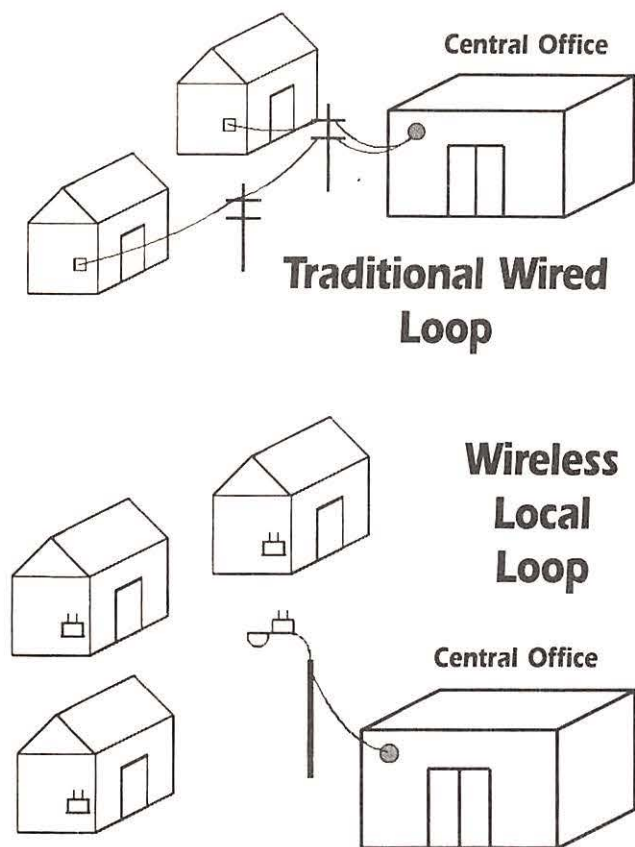 Central Office
Traditional Wired
Loop
Wireless
Local
Loop
Central Office